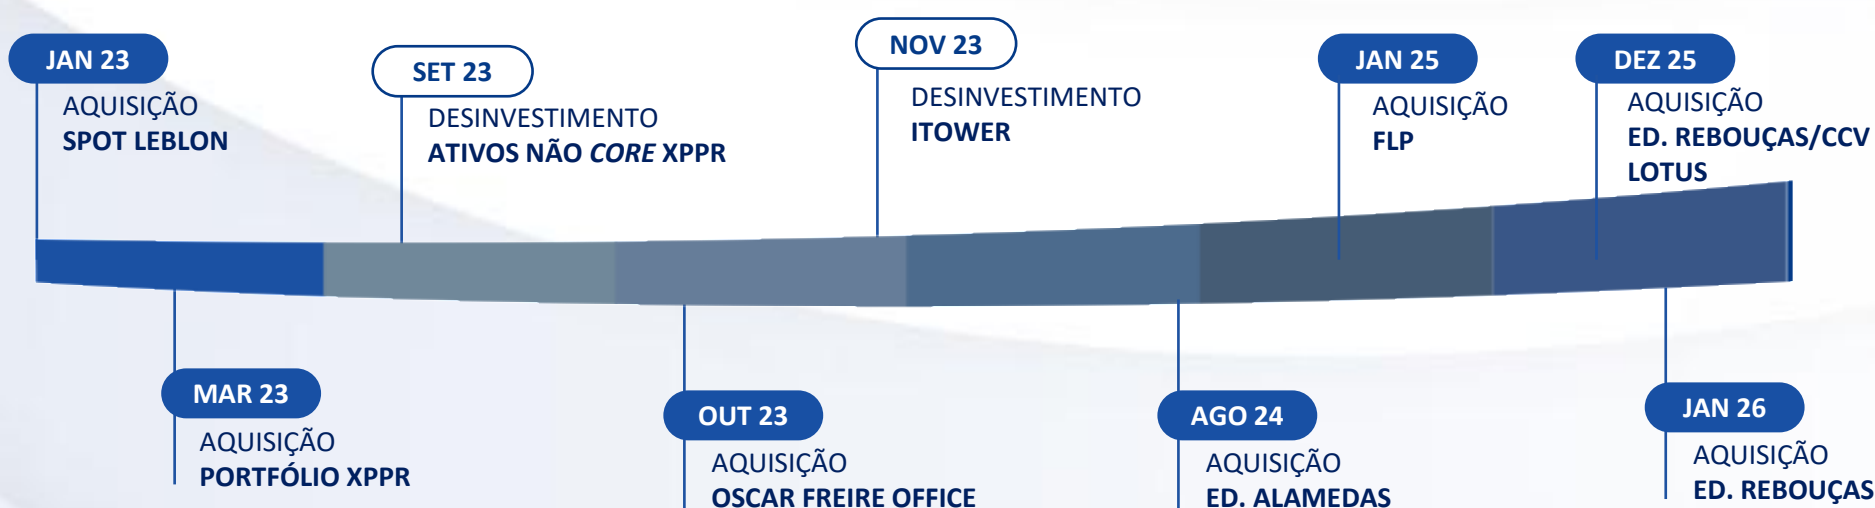 JAN 23
AQUISIÇÃO
SPOT LEBLON
SET 23
DESINVESTIMENTO
ATIVOS NÃO CORE XPPR
NOV 23
DESINVESTIMENTO
ITOWER
JAN 25
AQUISIÇÃO
FLP
DEZ 25
AQUISIÇÃO
ED. REBOUÇAS/CCV
LOTUS
MAR 23
AQUISIÇÃO
PORTFÓLIO XPPR
OUT 23
AQUISIÇÃO
OSCAR FREIRE OFFICE
AGO 24
AQUISIÇÃO
ED. ALAMEDAS
JAN 26
AQUISIÇÃO
ED. REBOUÇAS